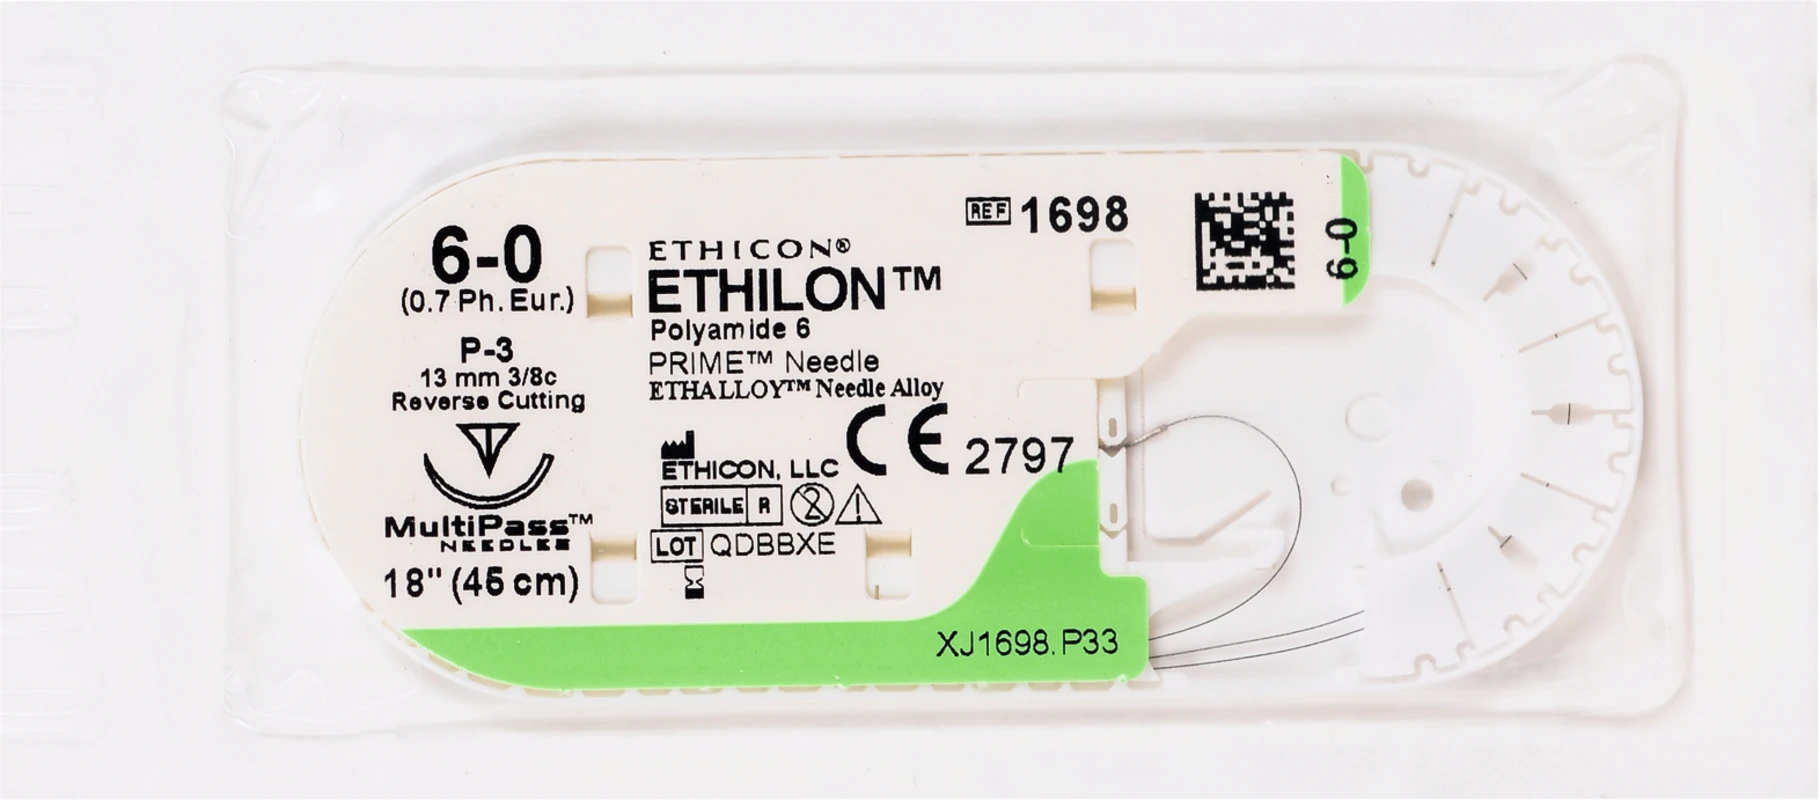 6-0
(0.7 Ph. Eur.)
P-3
13 mm 3/8c
Reverse Cutting
MultiPass™
NEEDLES
18" (45 cm)
ETHICON®
ETHILON™
Polyamide 6
PRIME™ Needle
ETHALLOY™ Needle Alloy
CE 2797
ETHICON, LLC
STERILE R
LOT QDBBXE
REF 1698
6-0
XJ1698.P33